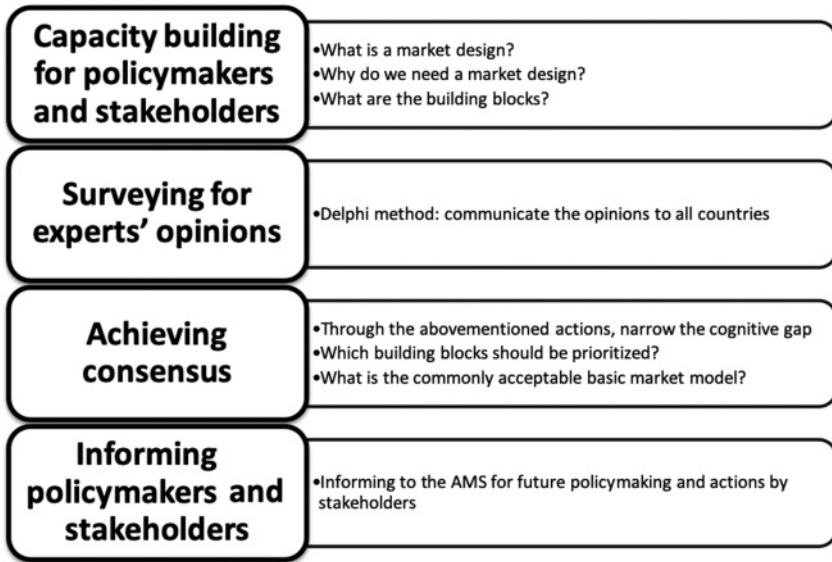 Capacity building
for policymakers
and stakeholders
•What is a market design?
•Why do we need a market design?
•What are the building blocks?
Surveying for
experts’ opinions
•Delphi method: communicate the opinions to all countries
Achieving
consensus
•Through the abovementioned actions, narrow the cognitive gap
•Which building blocks should be prioritized?
•What is the commonly acceptable basic market model?
Informing
policymakers and
stakeholders
•Informing to the AMS for future policymaking and actions by
stakeholders